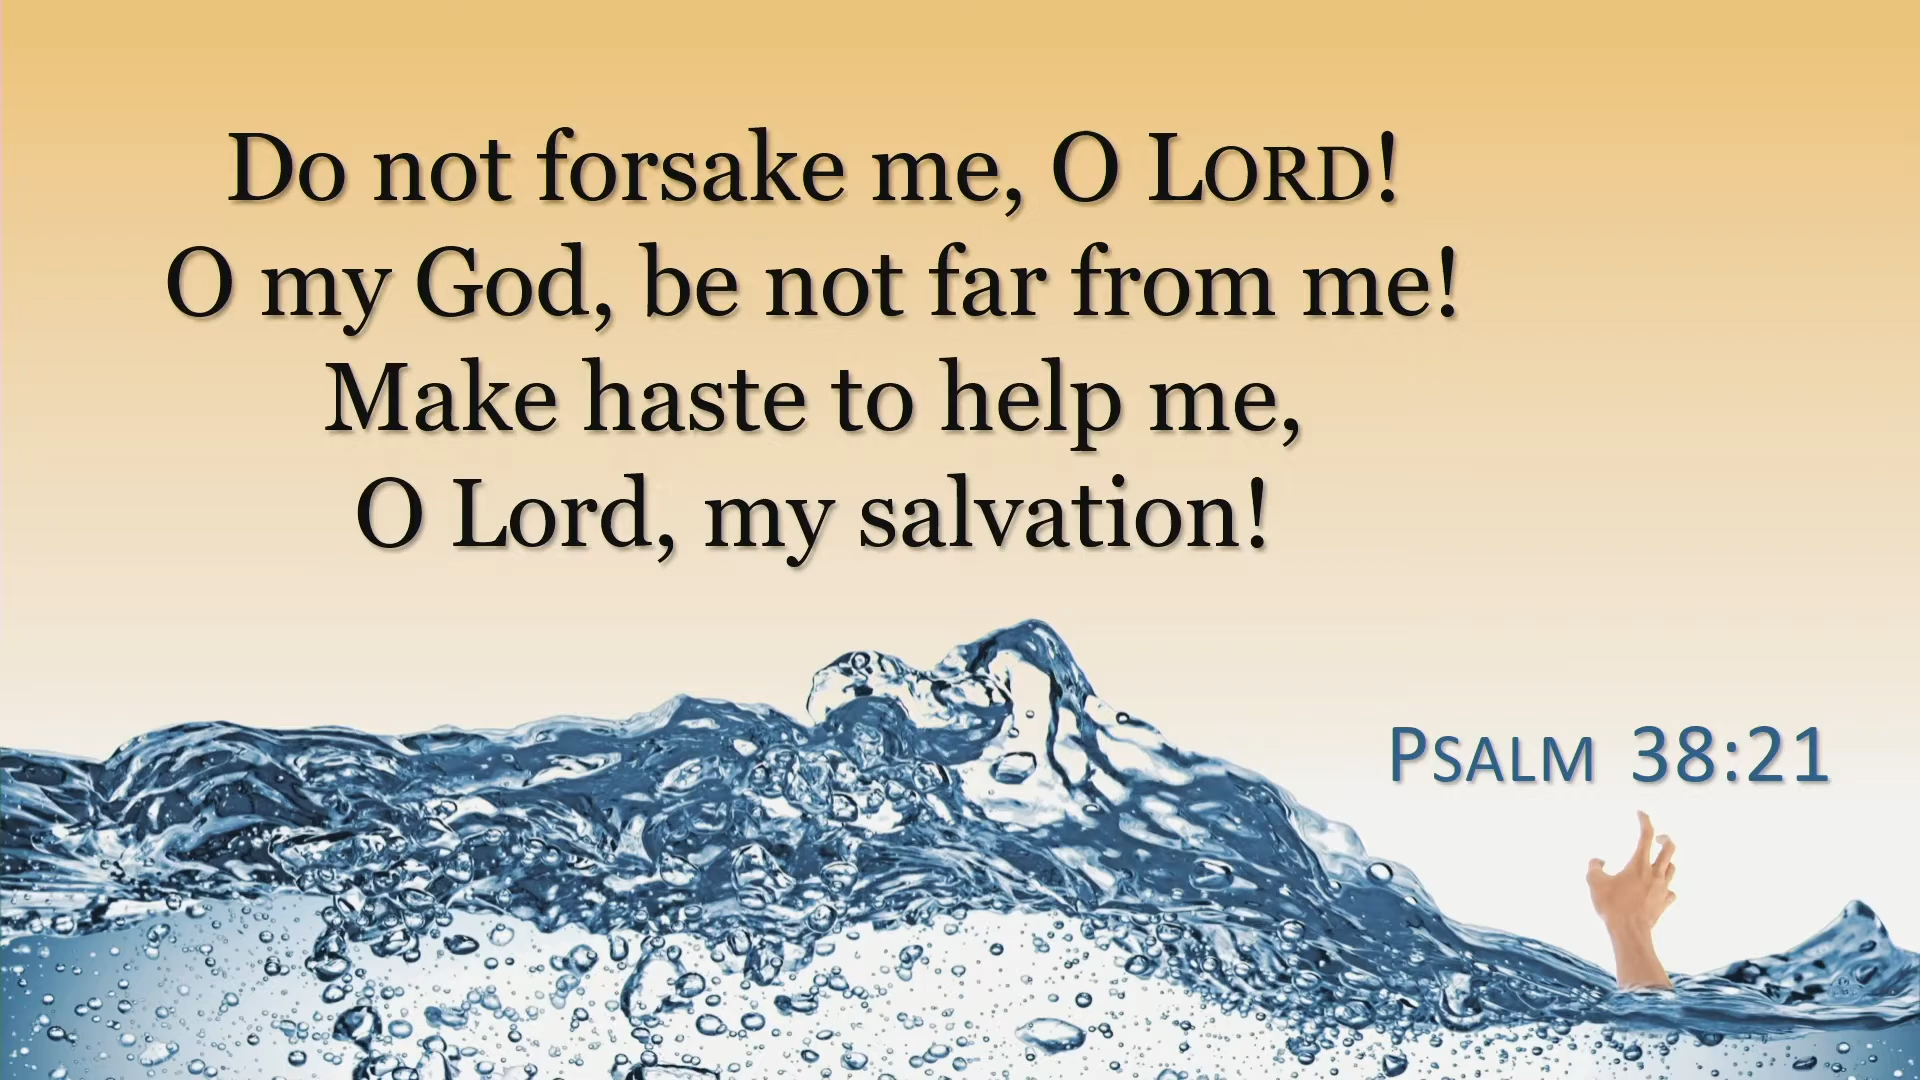 Do not forsake me, O LORD!
O my God, be not far from me!
Make haste to help me,
O Lord, my salvation!
PSALM 38:21